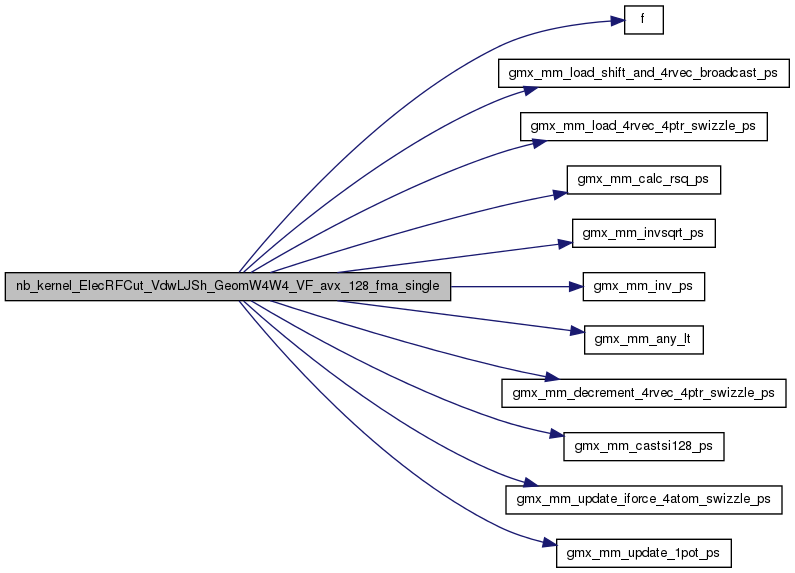 f
gmx_mm_load_shift_and_4rvec_broadcast_ps
gmx_mm_load_4rvec_4ptr_swizzle_ps
gmx_mm_calc_rsq_ps
gmx_mm_invsqrt_ps
nb_kernel_ElecRFCut_VdwLJSh_GeomW4W4_VF_avx_128_fma_single
gmx_mm_inv_ps
gmx_mm_any_lt
gmx_mm_decrement_4rvec_4ptr_swizzle_ps
gmx_mm_castsi128_ps
gmx_mm_update_iforce_4atom_swizzle_ps
gmx_mm_update_1pot_ps